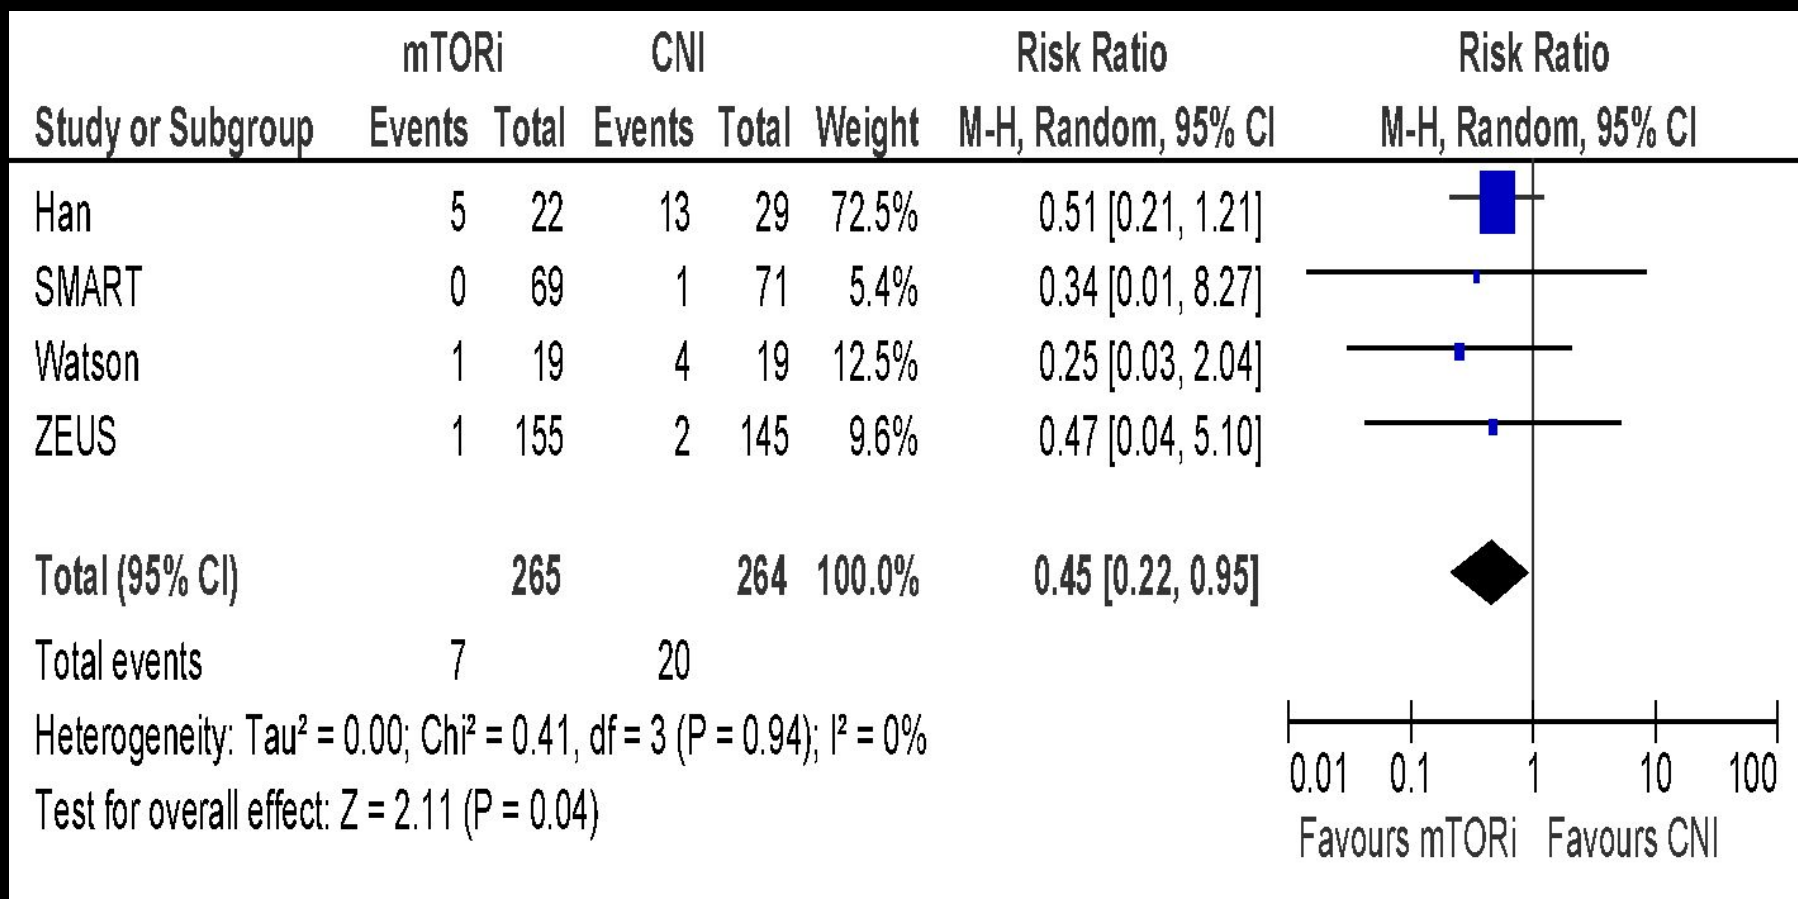 mTORi CNI Risk Ratio Risk Ratio
Study or Subgroup Events Total Events Total Weight M-H, Random, 95% CI M-H, Random, 95% CI
Han 5 22 13 29 72.5% 0.51 [0.21, 1.21]
SMART 0 69 1 71 5.4% 0.34 [0.01, 8.27]
Watson 1 19 4 19 12.5% 0.25 [0.03, 2.04]
ZEUS 1 155 2 145 9.6% 0.47 [0.04, 5.10]
Total (95% CI) 265 264 100.0% 0.45 [0.22, 0.95]
Total events 7 20
Heterogeneity: Tau² = 0.00; Chi² = 0.41, df = 3 (P = 0.94); I² = 0%
Test for overall effect: Z = 2.11 (P = 0.04)
0.01 0.1 1 10 100
Favours mTORi Favours CNI